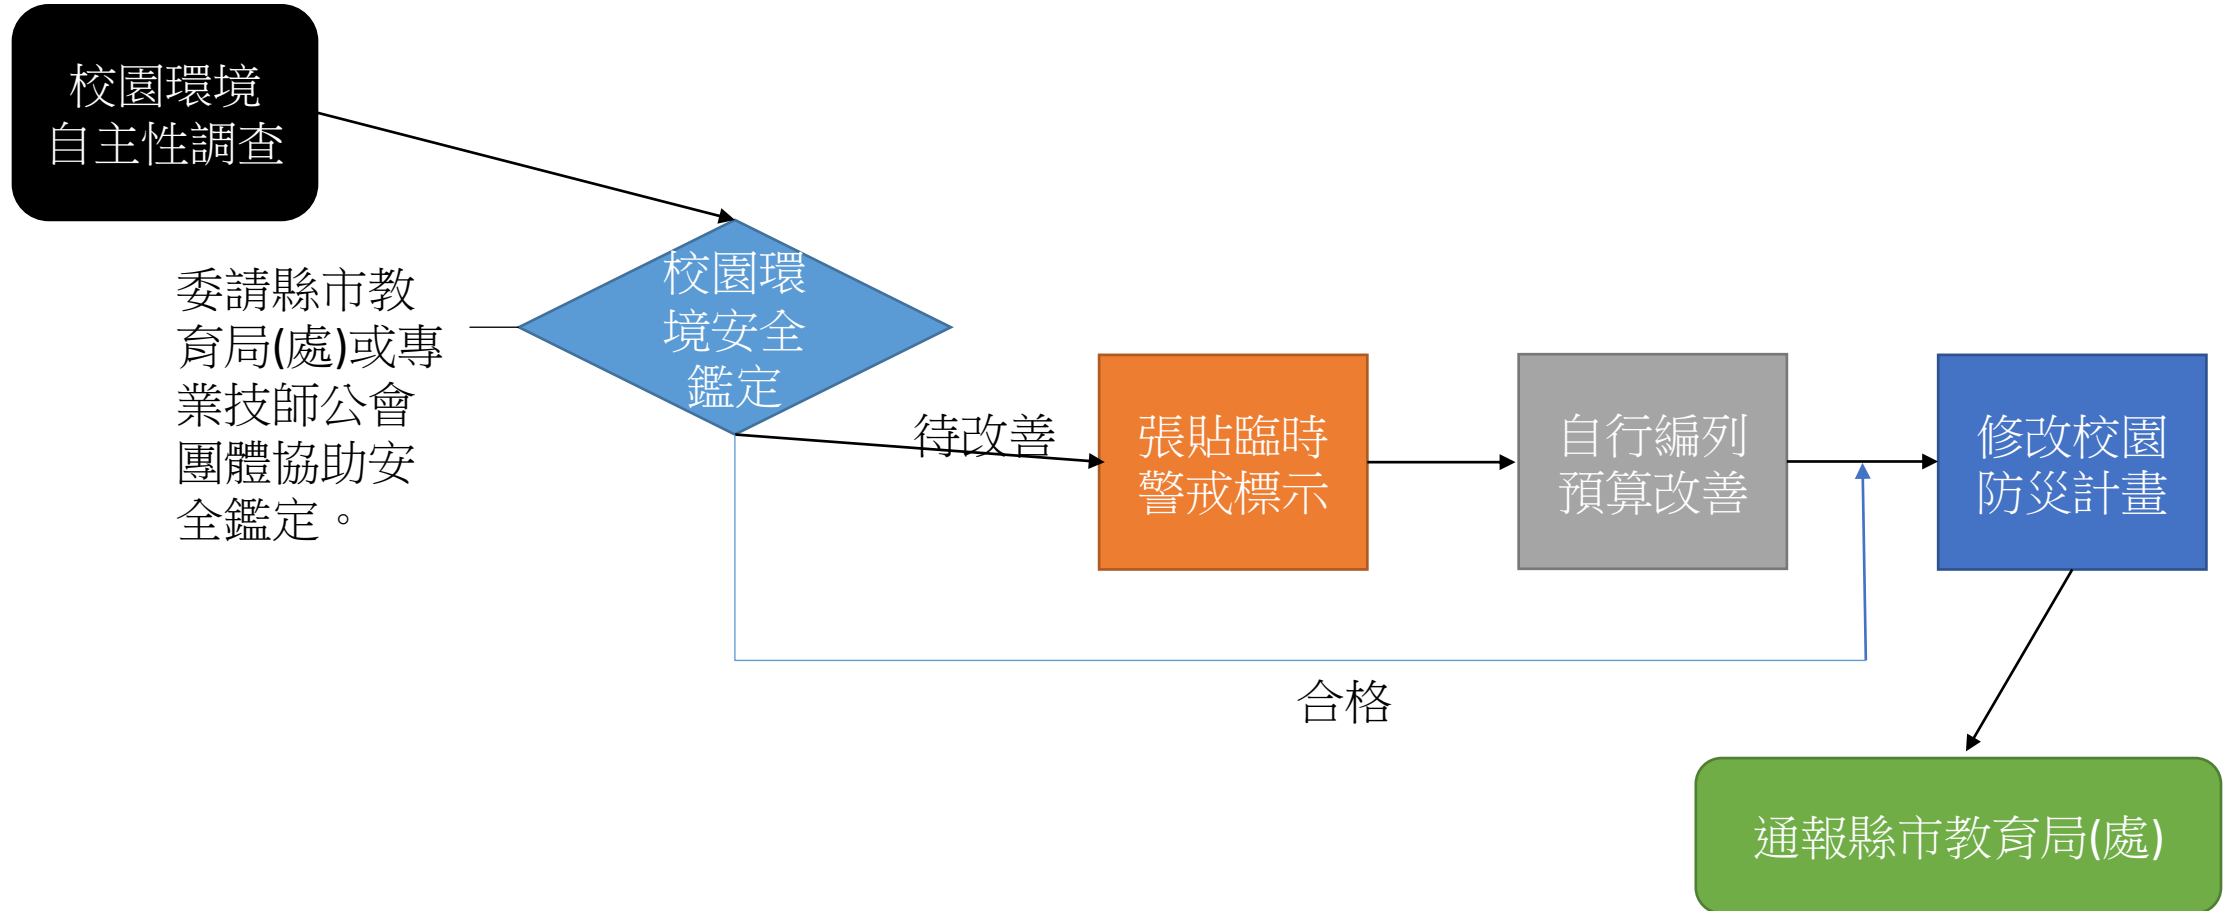 校園環境
自主性調查
校園環
境安全
鑑定
委請縣市教
育局(處)或專
業技師公會
團體協助安
全鑑定。
待改善
張貼臨時
警戒標示
自行編列
預算改善
修改校園
防災計畫
合格
通報縣市教育局(處)